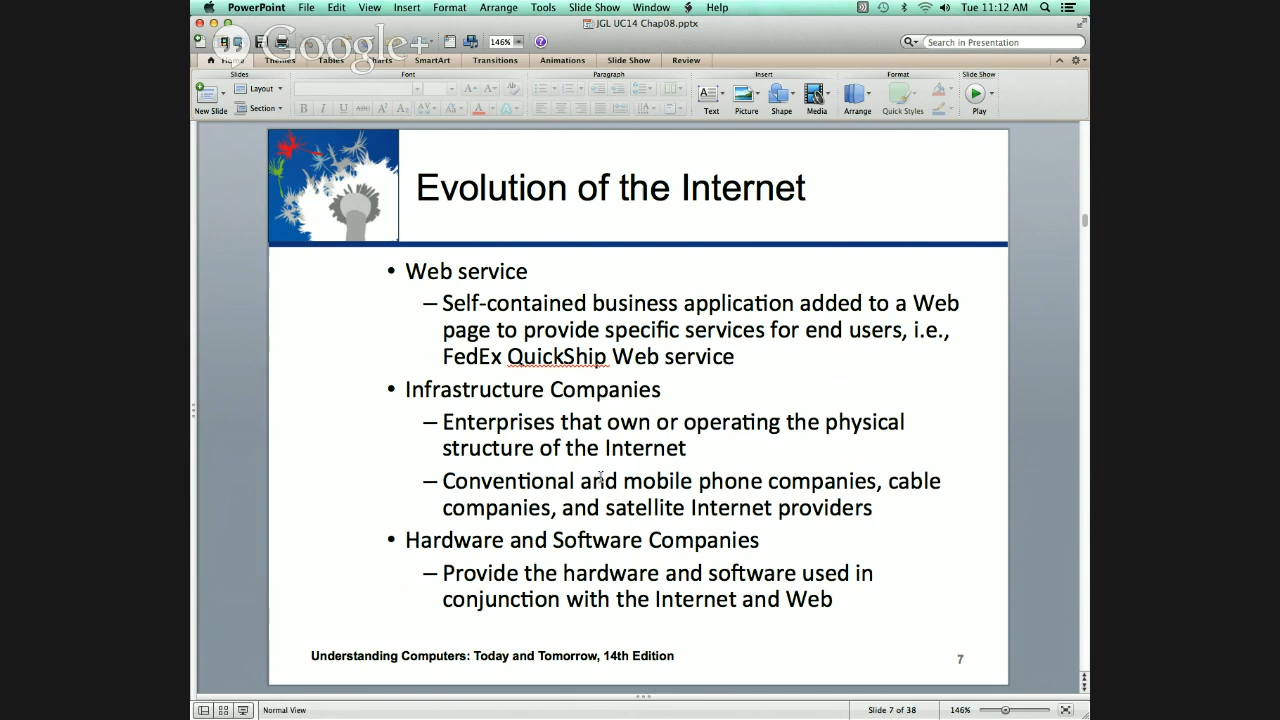 PowerPoint File Edit View Insert Format Arrange Tools Slide Show Window Help Tue 11:12 AM
JGL UC14 Chap08.pptx
Google+
146% Search in Presentation
Home Themes Tables Charts SmartArt Transitions Animations Slide Show Review
Slides Font Paragraph Insert Format Slide Show
Layout
Section
New Slide Text Picture Shape Media Arrange Quick Styles Play
Evolution of the Internet
• Web service
– Self-contained business application added to a Web
page to provide specific services for end users, i.e.,
FedEx QuickShip Web service
• Infrastructure Companies
– Enterprises that own or operating the physical
structure of the Internet
– Conventional and mobile phone companies, cable
companies, and satellite Internet providers
• Hardware and Software Companies
– Provide the hardware and software used in
conjunction with the Internet and Web
Understanding Computers: Today and Tomorrow, 14th Edition 7
Normal View Slide 7 of 38 146%